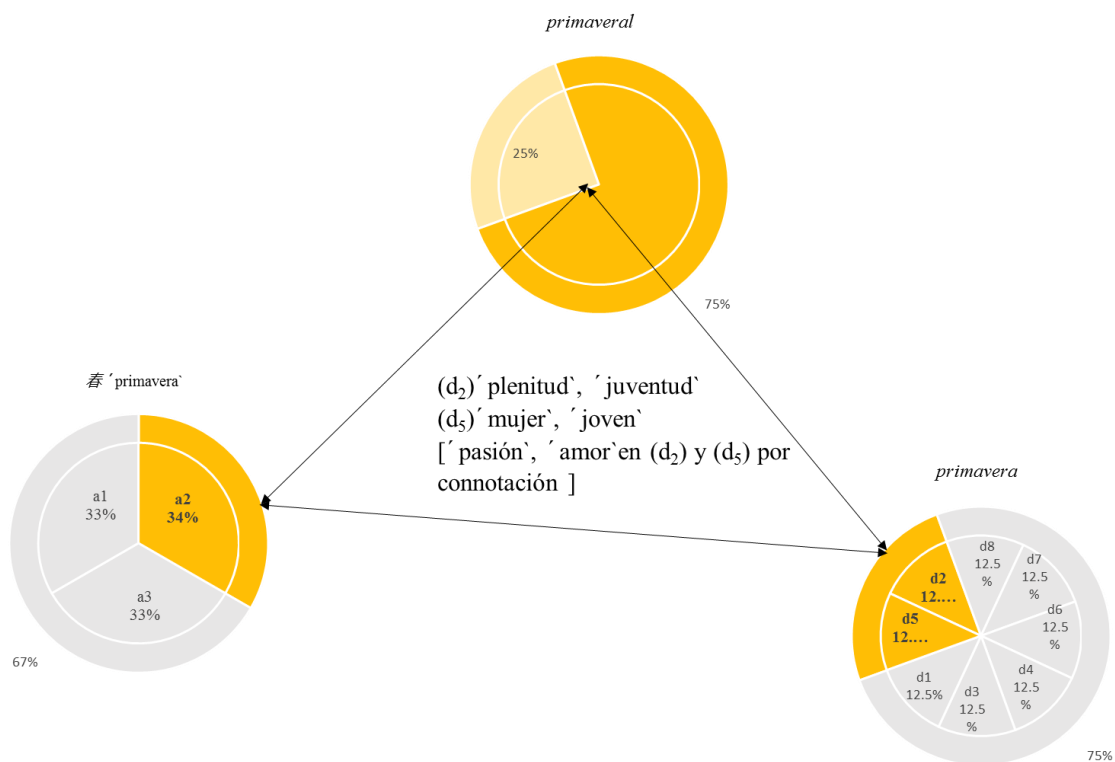 primaveral
25%
75%
春 ´primavera`
a1
33%
a2
34%
a3
33%
67%
(d₂)´ plenitud`, ´ juventud`
(d₅)´ mujer`, ´ joven`
[´ pasión`, ´ amor`en (d₂) y (d₅) por
connotación ]
primavera
d8
12.5
%
d7
12.5
%
d2
12....
d6
12.5
%
d5
12....
d4
12.5
%
d1
12.5%
d3
12.5
%
75%